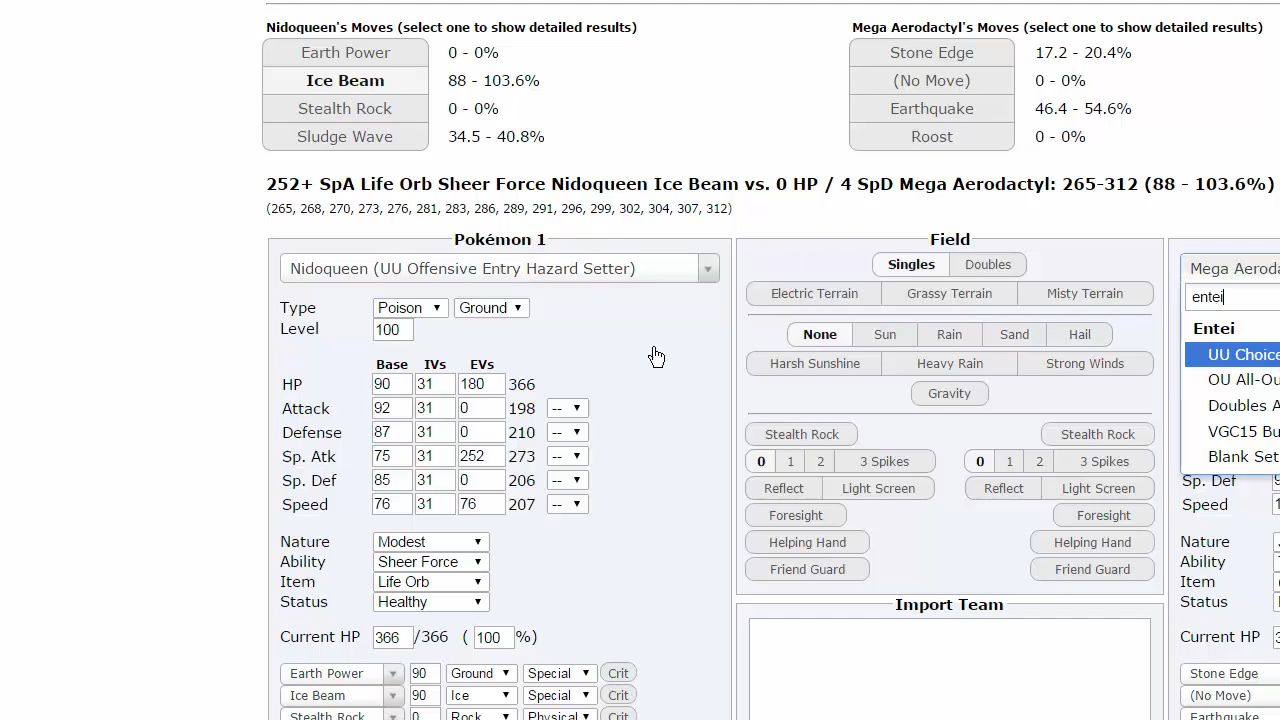 Nidoqueen's Moves (select one to show detailed results)
Earth Power 0 - 0%
Ice Beam 88 - 103.6%
Stealth Rock 0 - 0%
Sludge Wave 34.5 - 40.8%
Mega Aerodactyl's Moves (select one to show detailed results)
Stone Edge 17.2 - 20.4%
(No Move) 0 - 0%
Earthquake 46.4 - 54.6%
Roost 0 - 0%
252+ SpA Life Orb Sheer Force Nidoqueen Ice Beam vs. 0 HP / 4 SpD Mega Aerodactyl: 265-312 (88 - 103.6%)
(265, 268, 270, 273, 276, 281, 283, 286, 289, 291, 296, 299, 302, 304, 307, 312)
Pokémon 1
Nidoqueen (UU Offensive Entry Hazard Setter)
Type Poison Ground
Level 100
Base IVs EVs
HP 90 31 180 366
Attack 92 31 0 198 --
Defense 87 31 0 210 --
Sp. Atk 75 31 252 273 --
Sp. Def 85 31 0 206 --
Speed 76 31 76 207 --
Nature Modest
Ability Sheer Force
Item Life Orb
Status Healthy
Current HP 366 /366 ( 100 %)
Earth Power 90 Ground Special Crit
Ice Beam 90 Ice Special Crit
Stealth Rock 0 Rock Physical Crit
Field
Singles Doubles
Electric Terrain Grassy Terrain Misty Terrain
None Sun Rain Sand Hail
Harsh Sunshine Heavy Rain Strong Winds
Gravity
Stealth Rock Stealth Rock
0 1 2 3 Spikes 0 1 2 3 Spikes
Reflect Light Screen Reflect Light Screen
Foresight Foresight
Helping Hand Helping Hand
Friend Guard Friend Guard
Import Team
Mega Aeroda
entei
Entei
UU Choice
OU All-Ou
Doubles A
VGC15 Bu
Blank Set
Sp. Def
Speed
Nature
Ability
Item
Status
Current HP
Stone Edge
(No Move)
Earthquake